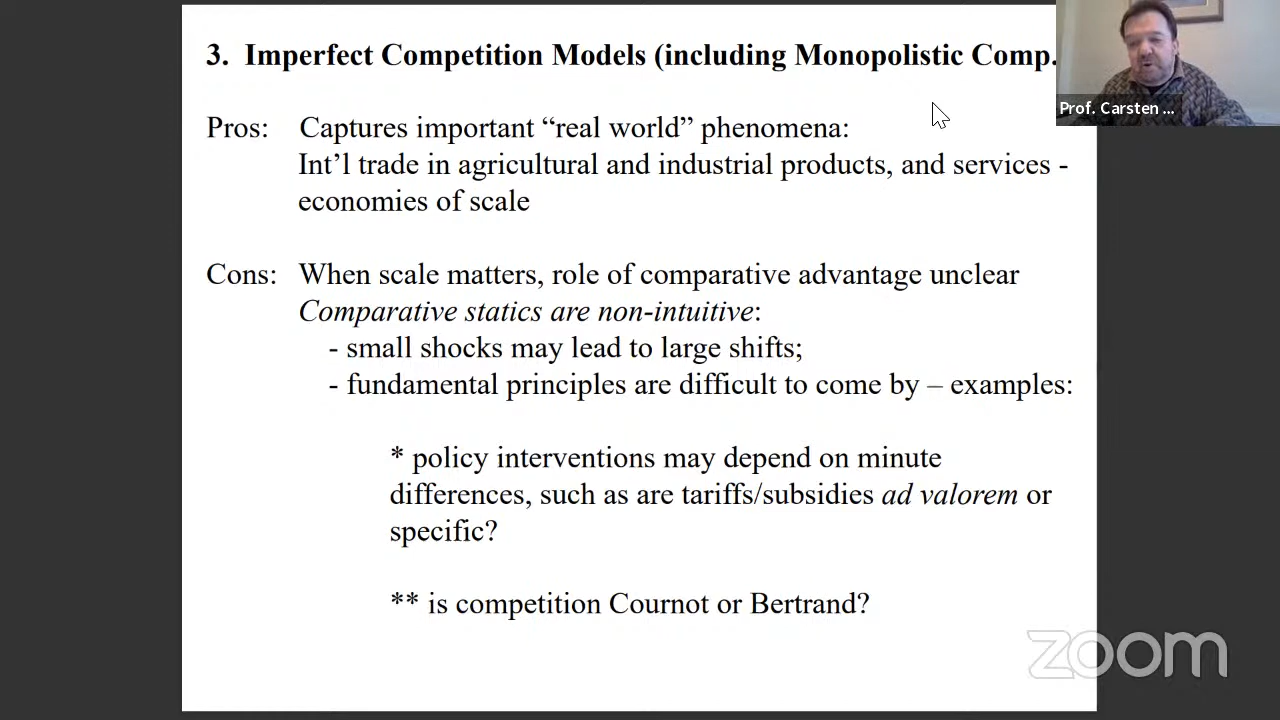 3. Imperfect Competition Models (including Monopolistic Comp.
Prof. Carsten ...
Pros: Captures important “real world” phenomena:
Int’l trade in agricultural and industrial products, and services -
economies of scale
Cons: When scale matters, role of comparative advantage unclear
Comparative statics are non-intuitive:
- small shocks may lead to large shifts;
- fundamental principles are difficult to come by – examples:
* policy interventions may depend on minute
differences, such as are tariffs/subsidies ad valorem or
specific?
** is competition Cournot or Bertrand?
zoom